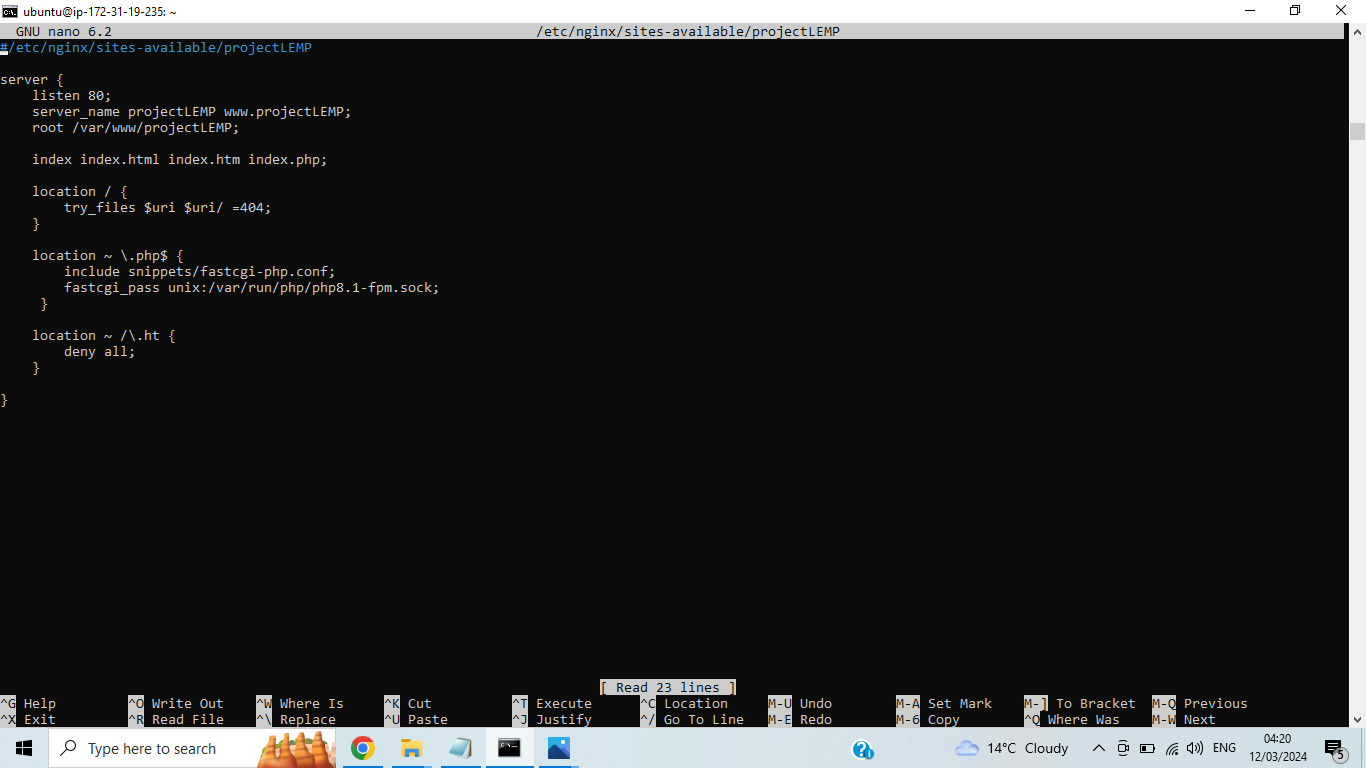 ubuntu@ip-172-31-19-235: ~
GNU nano 6.2 /etc/nginx/sites-available/projectLEMP
#/etc/nginx/sites-available/projectLEMP
server {
    listen 80;
    server_name projectLEMP www.projectLEMP;
    root /var/www/projectLEMP;
    index index.html index.htm index.php;
    location / {
        try_files $uri $uri/ =404;
    }
    location ~ \.php$ {
        include snippets/fastcgi-php.conf;
        fastcgi_pass unix:/var/run/php/php8.1-fpm.sock;
     }
    location ~ /\.ht {
        deny all;
    }
}
[ Read 23 lines ]
^G Help ^O Write Out ^W Where Is ^K Cut ^T Execute ^C Location M-U Undo M-A Set Mark M-] To Bracket M-Q Previous
^X Exit ^R Read File ^\ Replace ^U Paste ^J Justify ^/ Go To Line M-E Redo M-6 Copy ^Q Where Was M-W Next
Type here to search 14°C Cloudy ENG 04:20
12/03/2024 5